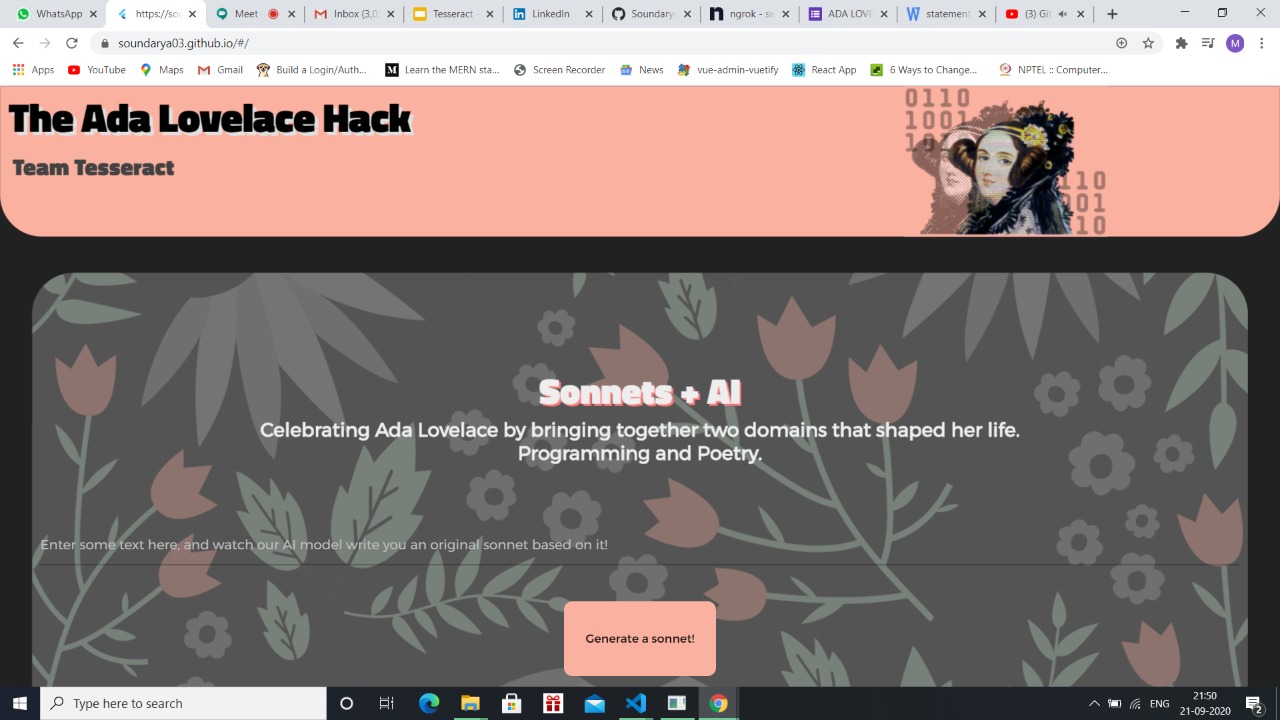 WhatsApp
https://sou
Meet
Inbox (3,0
Tesseract
LinkedIn
Soundary
ngrok - se
ADA LOVE
statement
(3) Git
soundarya03.github.io/#/
M
Apps
YouTube
Maps
Gmail
Build a Login/Auth...
Learn the MERN sta...
Screen Recorder
News
vue-admin-vuetify
React App
6 Ways to Change...
NPTEL :: Computer...
The Ada Lovelace Hack
Team Tesseract
0110
1001
101
110
001
10
Sonnets + AI
Celebrating Ada Lovelace by bringing together two domains that shaped her life.
Programming and Poetry.
Enter some text here, and watch our AI model write you an original sonnet based on it!
Generate a sonnet!
Type here to search
ENG
21:50
21-09-2020
2